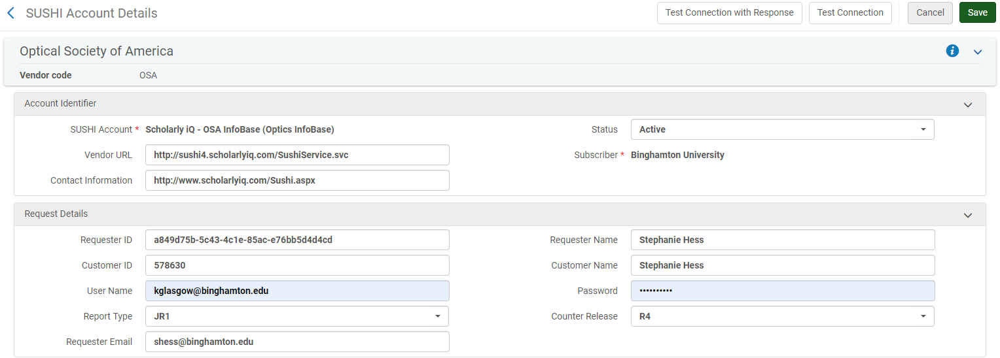 SUSHI Account Details
Test Connection with Response
Test Connection
Cancel
Save
Optical Society of America
Vendor code OSA
Account Identifier
SUSHI Account * Scholarly iQ - OSA InfoBase (Optics InfoBase)
Status Active
Vendor URL http://sushi4.scholarlyiq.com/SushiService.svc
Subscriber * Binghamton University
Contact Information http://www.scholarlyiq.com/Sushi.aspx
Request Details
Requester ID a849d75b-5c43-4c1e-85ac-e76bb5d4d4cd
Requester Name Stephanie Hess
Customer ID 578630
Customer Name Stephanie Hess
User Name kglasgow@binghamton.edu
Password ••••••••••
Report Type JR1
Counter Release R4
Requester Email shess@binghamton.edu